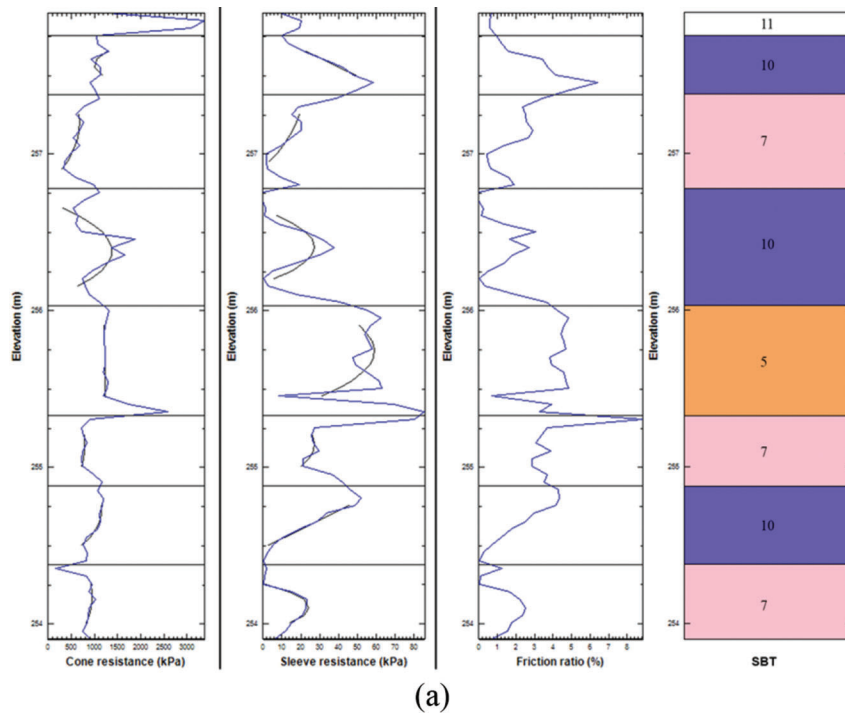 11
10
7
10
5
7
10
7
Elevation (m)
257
256
255
254
0 500 1000 1500 2000 2500 3000
Cone resistance (kPa)
Elevation (m)
257
256
255
254
0 10 20 30 40 50 60 70 80
Sleeve resistance (kPa)
Elevation (m)
257
256
255
254
0 1 2 3 4 5 6 7 8
Friction ratio (%)
Elevation (m)
257
256
255
254
SBT
(a)